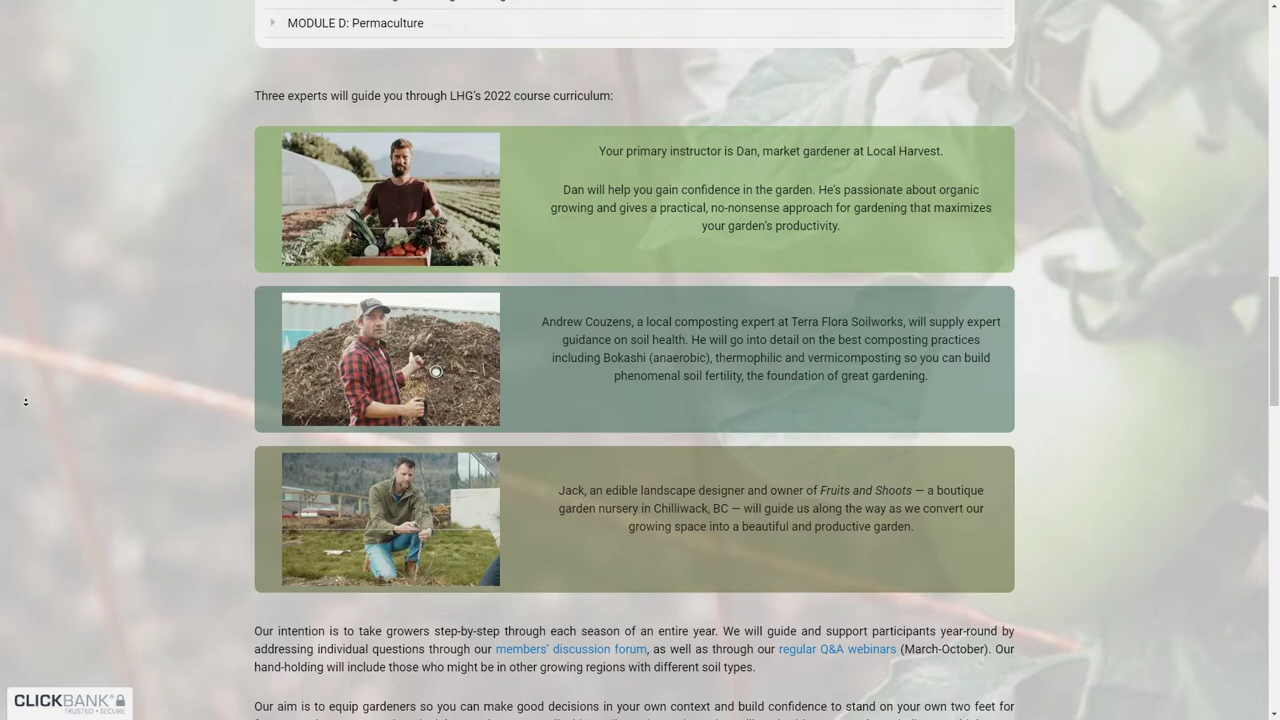 MODULE D: Permaculture
Three experts will guide you through LHG's 2022 course curriculum:
Your primary instructor is Dan, market gardener at Local Harvest.
Dan will help you gain confidence in the garden. He's passionate about organic
growing and gives a practical, no-nonsense approach for gardening that maximizes
your garden's productivity.
Andrew Couzens, a local composting expert at Terra Flora Soilworks, will supply expert
guidance on soil health. He will go into detail on the best composting practices
including Bokashi (anaerobic), thermophilic and vermicomposting so you can build
phenomenal soil fertility, the foundation of great gardening.
Jack, an edible landscape designer and owner of Fruits and Shoots — a boutique
garden nursery in Chilliwack, BC — will guide us along the way as we convert our
growing space into a beautiful and productive garden.
Our intention is to take growers step-by-step through each season of an entire year. We will guide and support participants year-round by
addressing individual questions through our members' discussion forum, as well as through our regular Q&A webinars (March-October). Our
hand-holding will include those who might be in other growing regions with different soil types.
Our aim is to equip gardeners so you can make good decisions in your own context and build confidence to stand on your own two feet for
CLICKBANK®
TRUSTED • SECURE